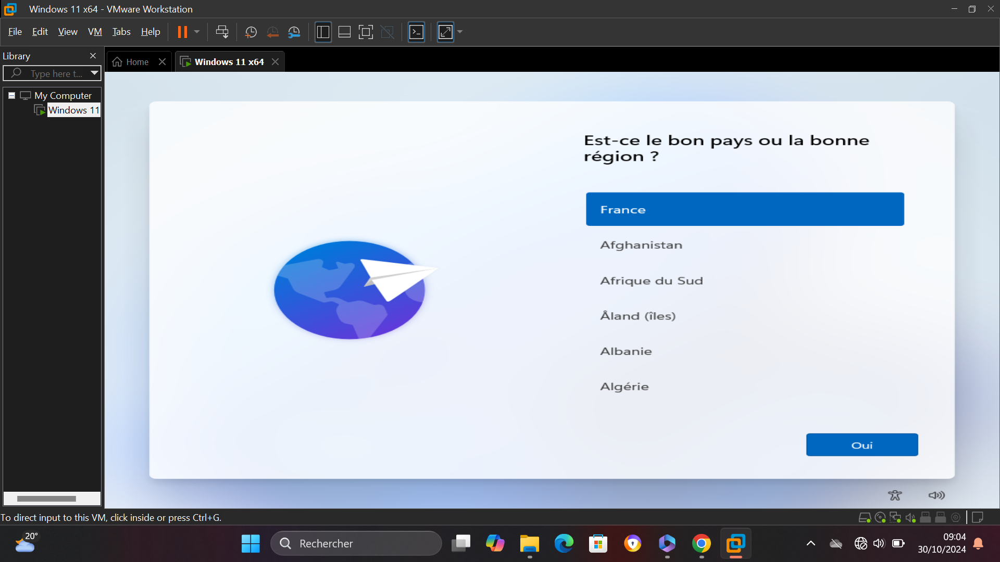 Windows 11 x64 - VMware Workstation
File Edit View VM Tabs Help
Library
Type here t...
My Computer
Windows 11
Home
Windows 11 x64
Est-ce le bon pays ou la bonne
région ?
France
Afghanistan
Afrique du Sud
Åland (îles)
Albanie
Algérie
Oui
To direct input to this VM, click inside or press Ctrl+G.
20°
Rechercher
09:04
30/10/2024